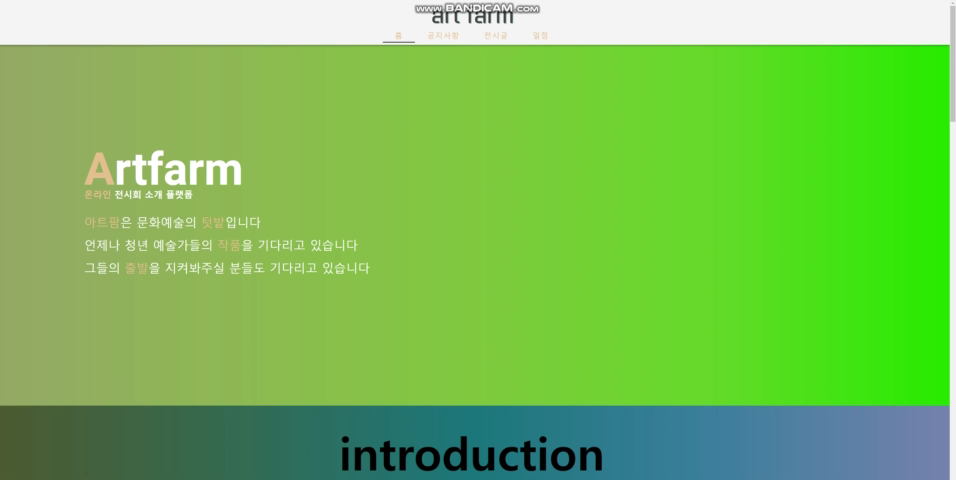 www.BANDICAM.com
art farm
홈 공지사항 전시글 일정
Artfarm
온라인 전시회 소개 플랫폼
아트팜은 문화예술의 텃밭입니다
언제나 청년 예술가들의 작품을 기다리고 있습니다
그들의 출발을 지켜봐주실 분들도 기다리고 있습니다
introduction